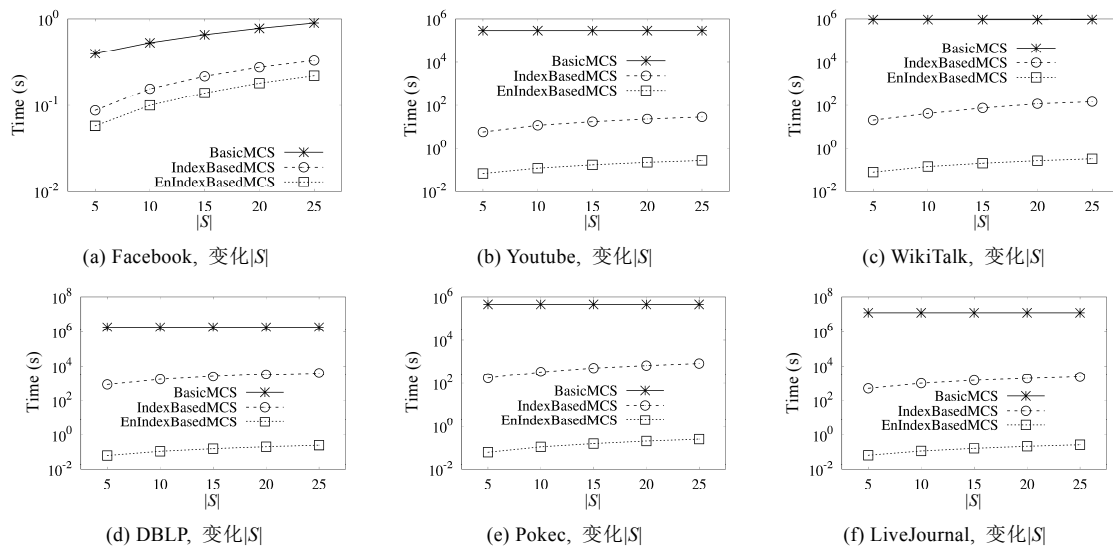 10^0
10^-1
10^-2
Time (s)
BasicMCS
IndexBasedMCS
EnIndexBasedMCS
5 10 15 20 25
|S|
(a) Facebook, 变化|S|
10^6
10^4
10^2
10^0
10^-2
Time (s)
BasicMCS
IndexBasedMCS
EnIndexBasedMCS
5 10 15 20 25
|S|
(b) Youtube, 变化|S|
10^6
10^4
10^2
10^0
10^-2
Time (s)
BasicMCS
IndexBasedMCS
EnIndexBasedMCS
5 10 15 20 25
|S|
(c) WikiTalk, 变化|S|
10^8
10^6
10^4
10^2
10^0
10^-2
Time (s)
BasicMCS
IndexBasedMCS
EnIndexBasedMCS
5 10 15 20 25
|S|
(d) DBLP, 变化|S|
10^6
10^4
10^2
10^0
10^-2
Time (s)
BasicMCS
IndexBasedMCS
EnIndexBasedMCS
5 10 15 20 25
|S|
(e) Pokec, 变化|S|
10^8
10^6
10^4
10^2
10^0
10^-2
Time (s)
BasicMCS
IndexBasedMCS
EnIndexBasedMCS
5 10 15 20 25
|S|
(f) LiveJournal, 变化|S|